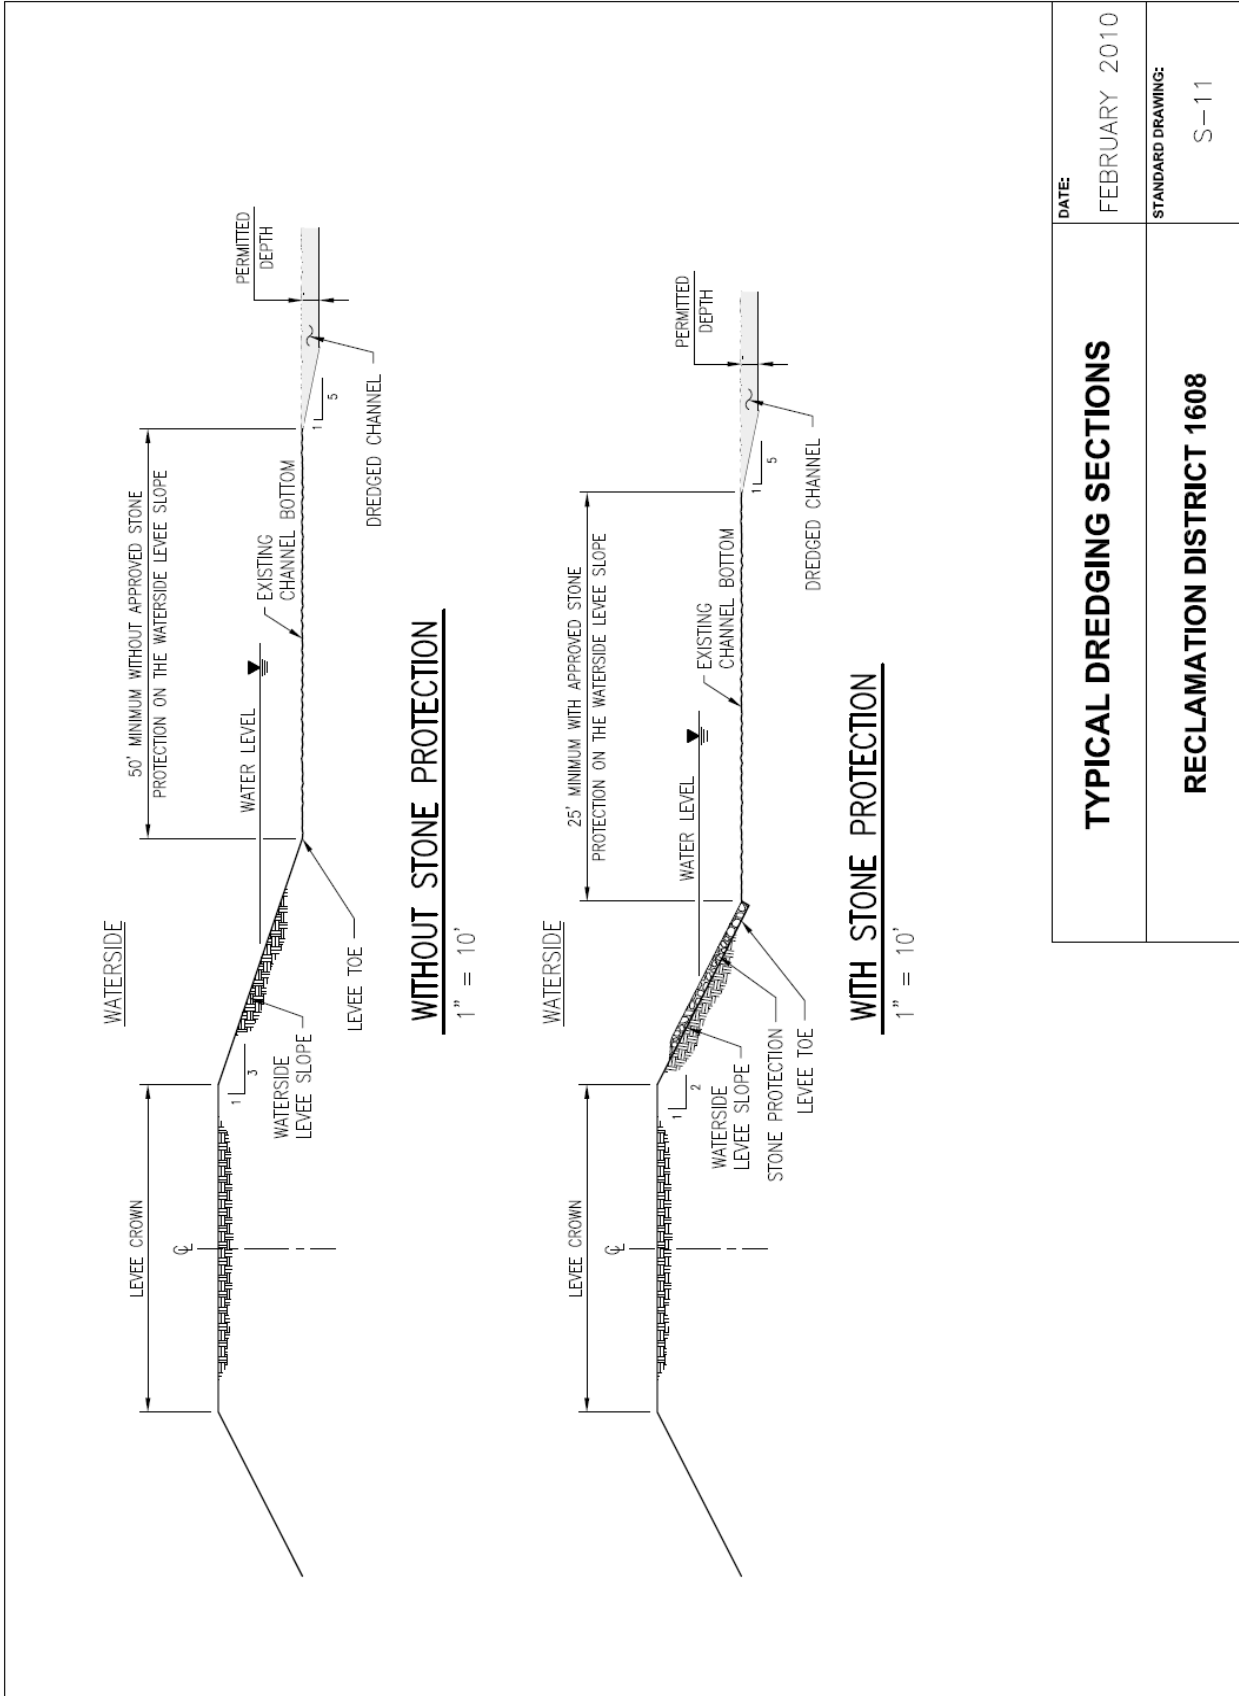 WATERSIDE
50' MINIMUM WITHOUT APPROVED STONE
PROTECTION ON THE WATERSIDE LEVEE SLOPE
LEVEE CROWN
WATER LEVEL
PERMITTED
DEPTH
℄
1
3
WATERSIDE
LEVEE SLOPE
EXISTING
CHANNEL BOTTOM
1
5
LEVEE TOE
DREDGED CHANNEL
WITHOUT STONE PROTECTION
1" = 10'
WATERSIDE
25' MINIMUM WITH APPROVED STONE
PROTECTION ON THE WATERSIDE LEVEE SLOPE
LEVEE CROWN
WATER LEVEL
PERMITTED
DEPTH
℄
1
2
WATERSIDE
LEVEE SLOPE
STONE PROTECTION
LEVEE TOE
EXISTING
CHANNEL BOTTOM
1
5
DREDGED CHANNEL
WITH STONE PROTECTION
1" = 10'
TYPICAL DREDGING SECTIONS
DATE:
FEBRUARY 2010
RECLAMATION DISTRICT 1608
STANDARD DRAWING:
S-11